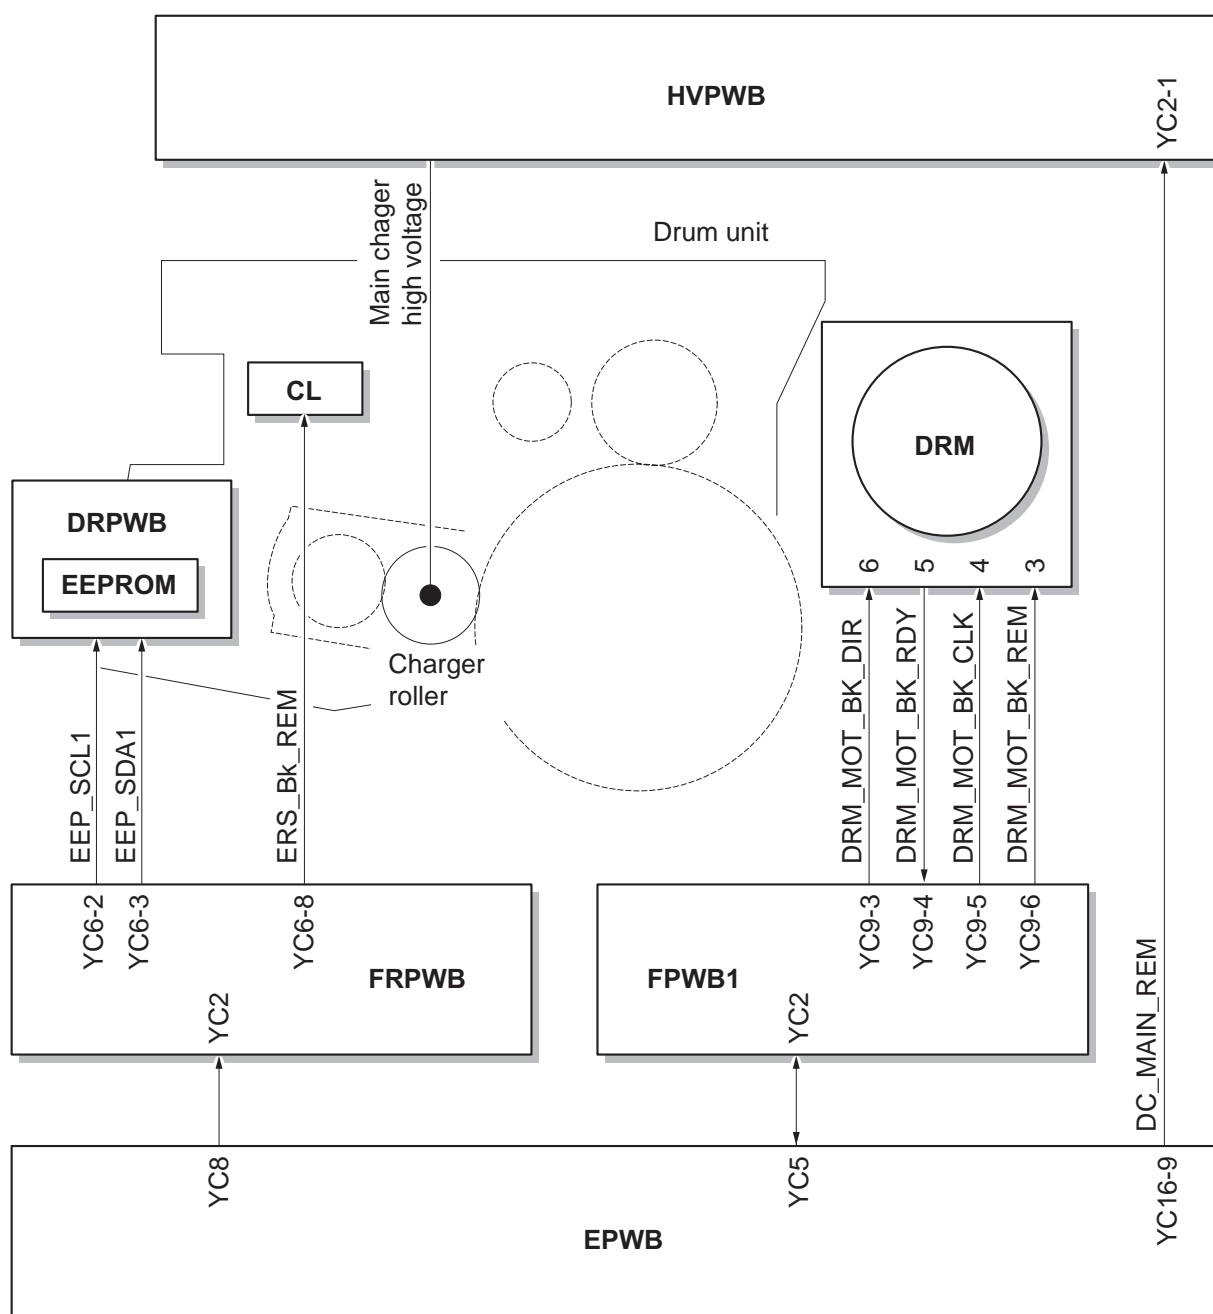 HVPWB
YC2-1
Main chager
high voltage
Drum unit
CL
DRM
DRPWB
EEPROM
6
5
4
3
Charger
roller
EEP_SCL1
EEP_SDA1
ERS_Bk_REM
DRM_MOT_BK_DIR
DRM_MOT_BK_RDY
DRM_MOT_BK_CLK
DRM_MOT_BK_REM
DC_MAIN_REM
YC6-2
YC6-3
YC6-8
YC9-3
YC9-4
YC9-5
YC9-6
FRPWB
FPWB1
YC2
YC2
YC8
YC5
YC16-9
EPWB